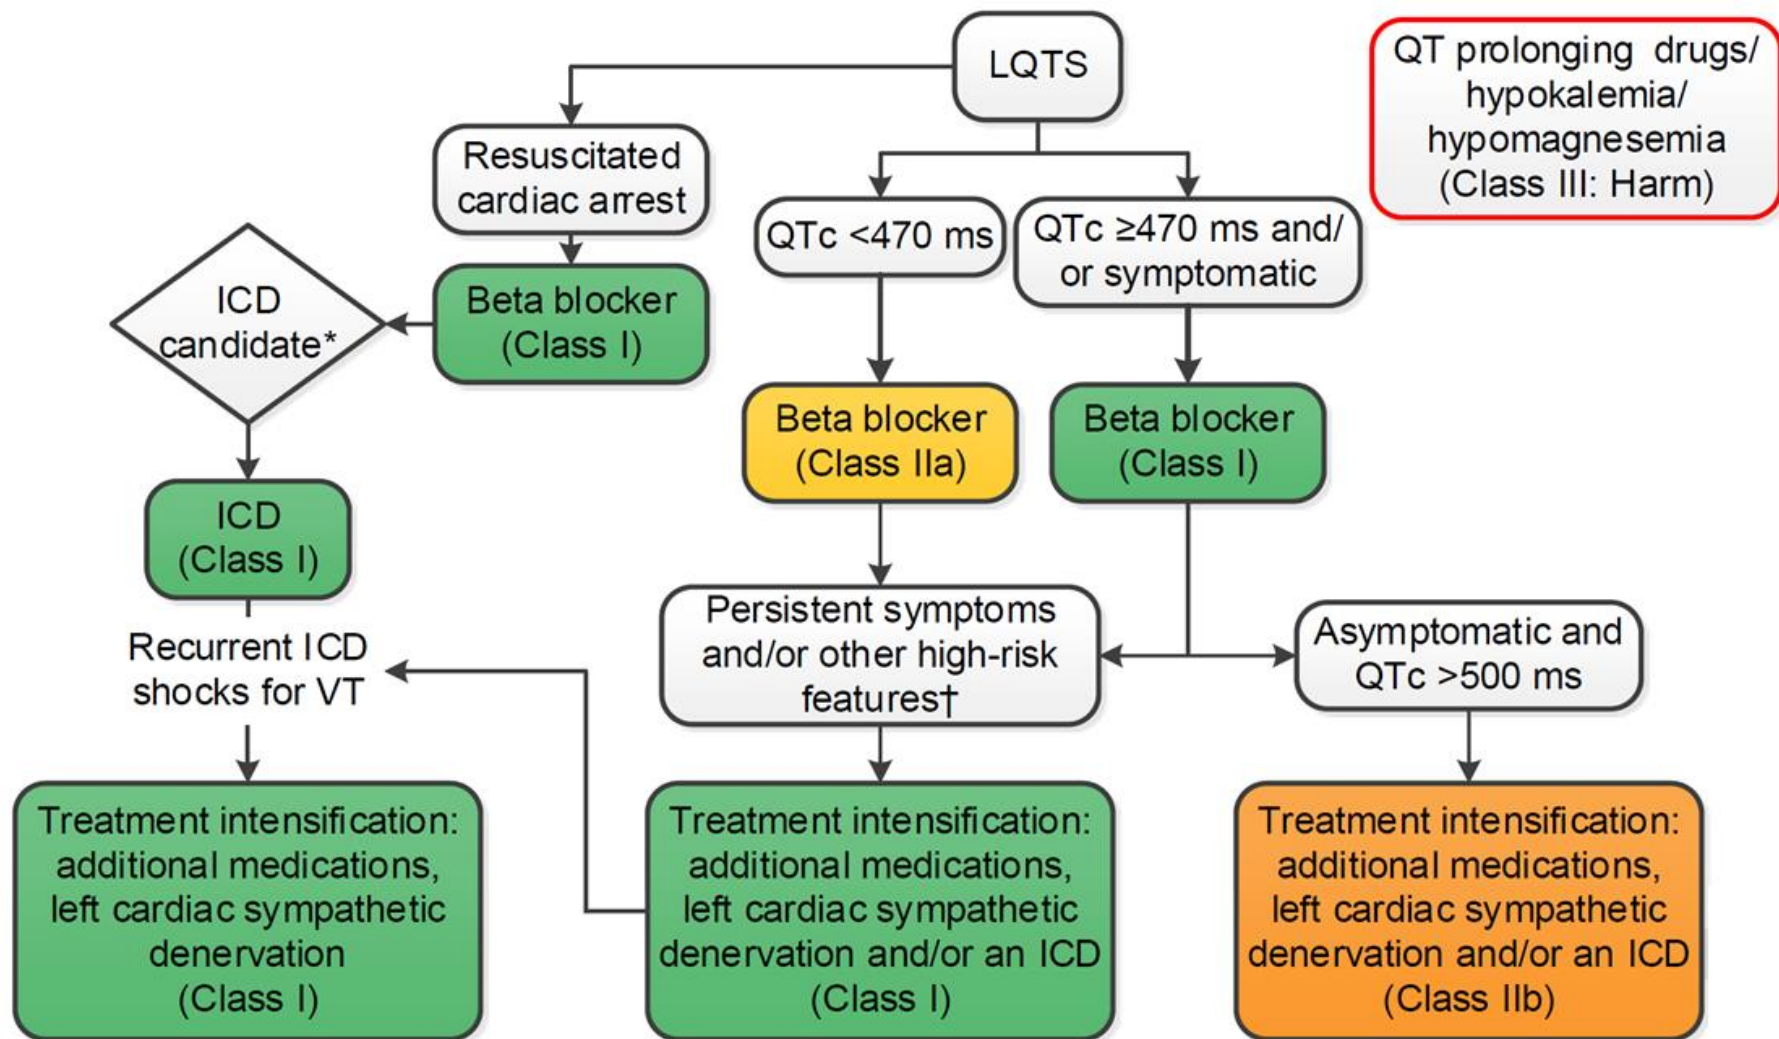 LQTS
QT prolonging drugs/
hypokalemia/
hypomagnesemia
(Class III: Harm)
Resuscitated
cardiac arrest
QTc <470 ms
QTc ≥470 ms and/
or symptomatic
ICD
candidate*
Beta blocker
(Class I)
Beta blocker
(Class IIa)
Beta blocker
(Class I)
ICD
(Class I)
Recurrent ICD
shocks for VT
Persistent symptoms
and/or other high-risk
features†
Asymptomatic and
QTc >500 ms
Treatment intensification:
additional medications,
left cardiac sympathetic
denervation
(Class I)
Treatment intensification:
additional medications,
left cardiac sympathetic
denervation and/or an ICD
(Class I)
Treatment intensification:
additional medications,
left cardiac sympathetic
denervation and/or an ICD
(Class IIb)